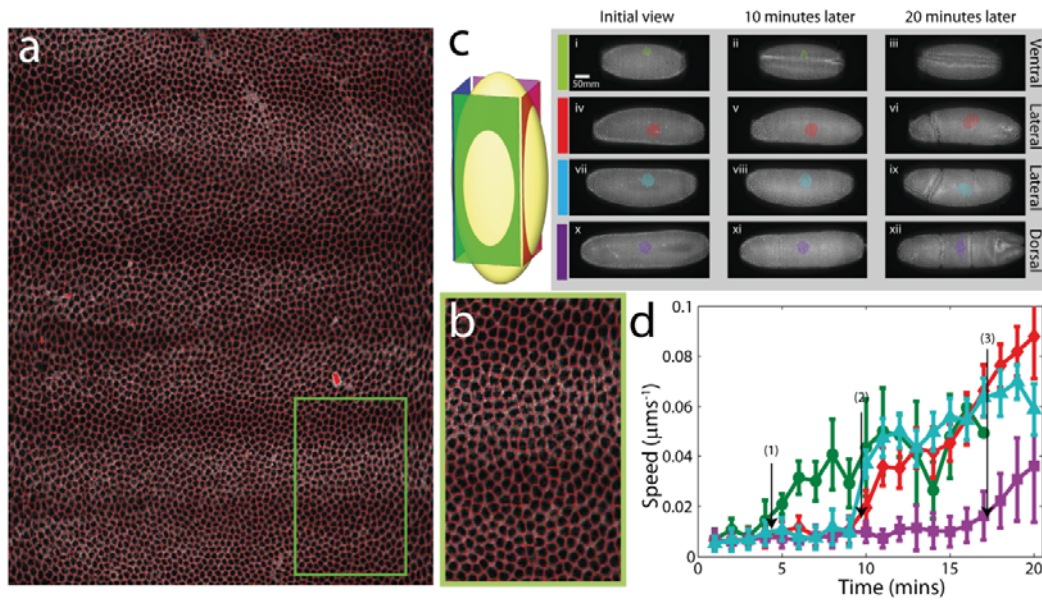 a
c
Initial view
10 minutes later
20 minutes later
i
ii
iii
50mm
Ventral
iv
v
vi
Lateral
vii
viii
ix
Lateral
x
xi
xii
Dorsal
b
d
0.1
0.08
0.06
0.04
0.02
0
Speed (µms⁻¹)
(1)
(2)
(3)
0
5
10
15
20
Time (mins)